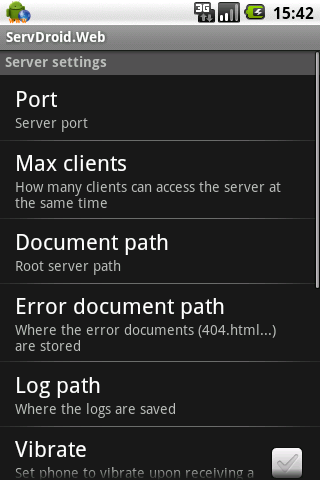 3G 15:42
ServDroid.Web
Server settings
Port
Server port
Max clients
How many clients can access the server at
the same time
Document path
Root server path
Error document path
Where the error documents (404.html...)
are stored
Log path
Where the logs are saved
Vibrate
Set phone to vibrate upon receiving a